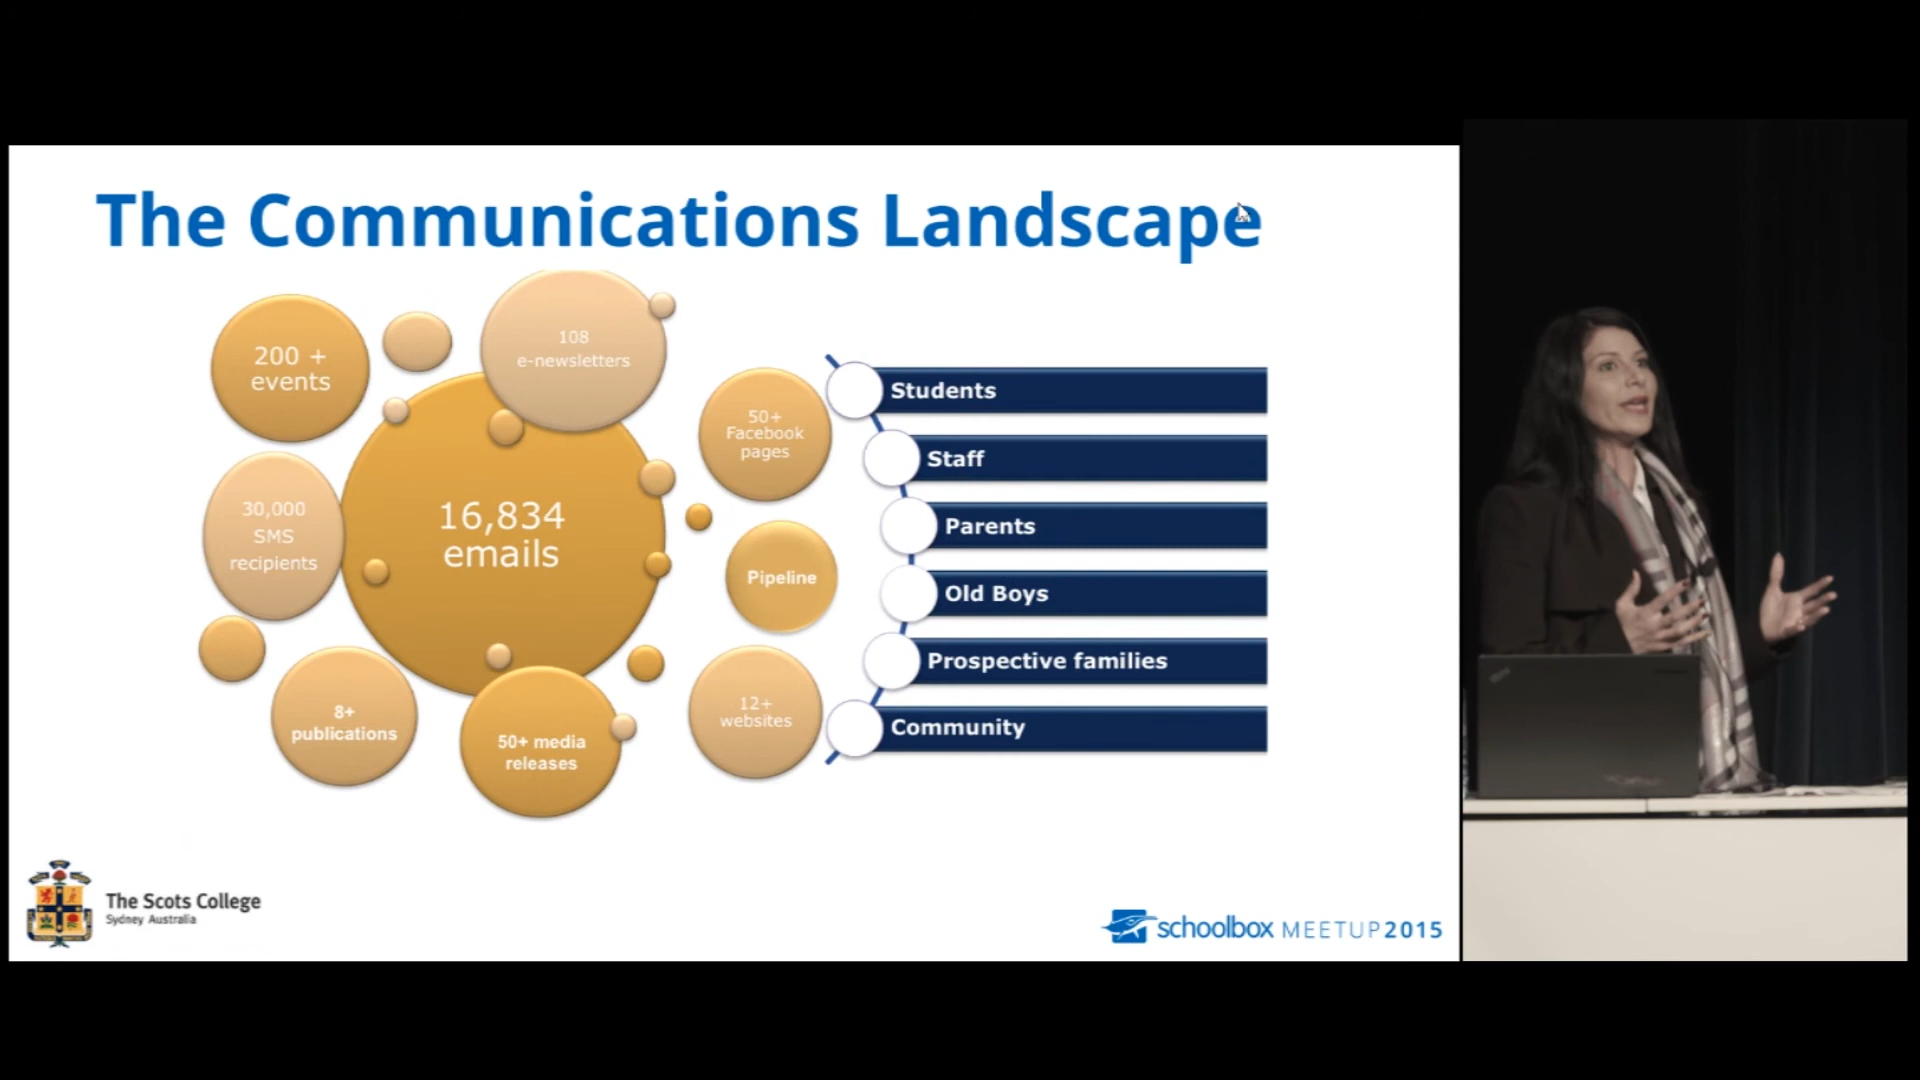 The Communications Landscape
200 +
events
108
e-newsletters
30,000
SMS
recipients
16,834
emails
50+
Facebook
pages
Pipeline
8+
publications
50+ media
releases
12+
websites
Students
Staff
Parents
Old Boys
Prospective families
Community
The Scots College
Sydney Australia
schoolbox MEETUP2015